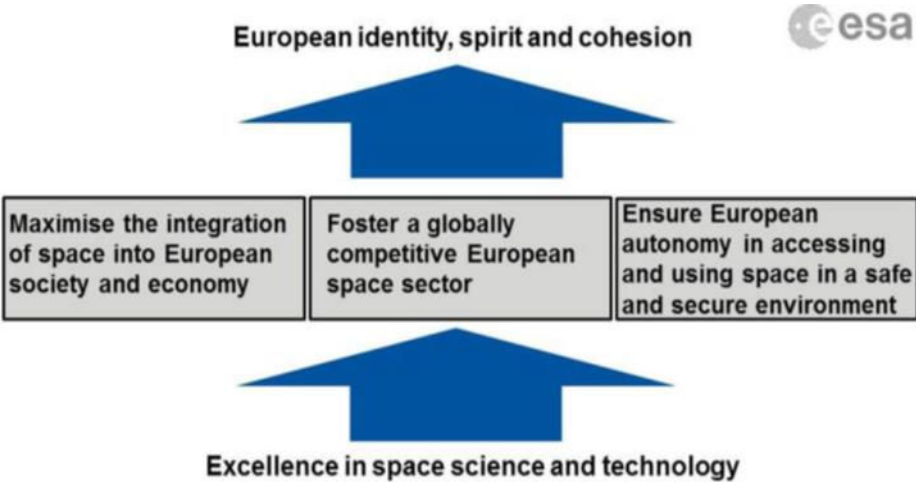 esa
European identity, spirit and cohesion
Maximise the integration
of space into European
society and economy
Foster a globally
competitive European
space sector
Ensure European
autonomy in accessing
and using space in a safe
and secure environment
Excellence in space science and technology